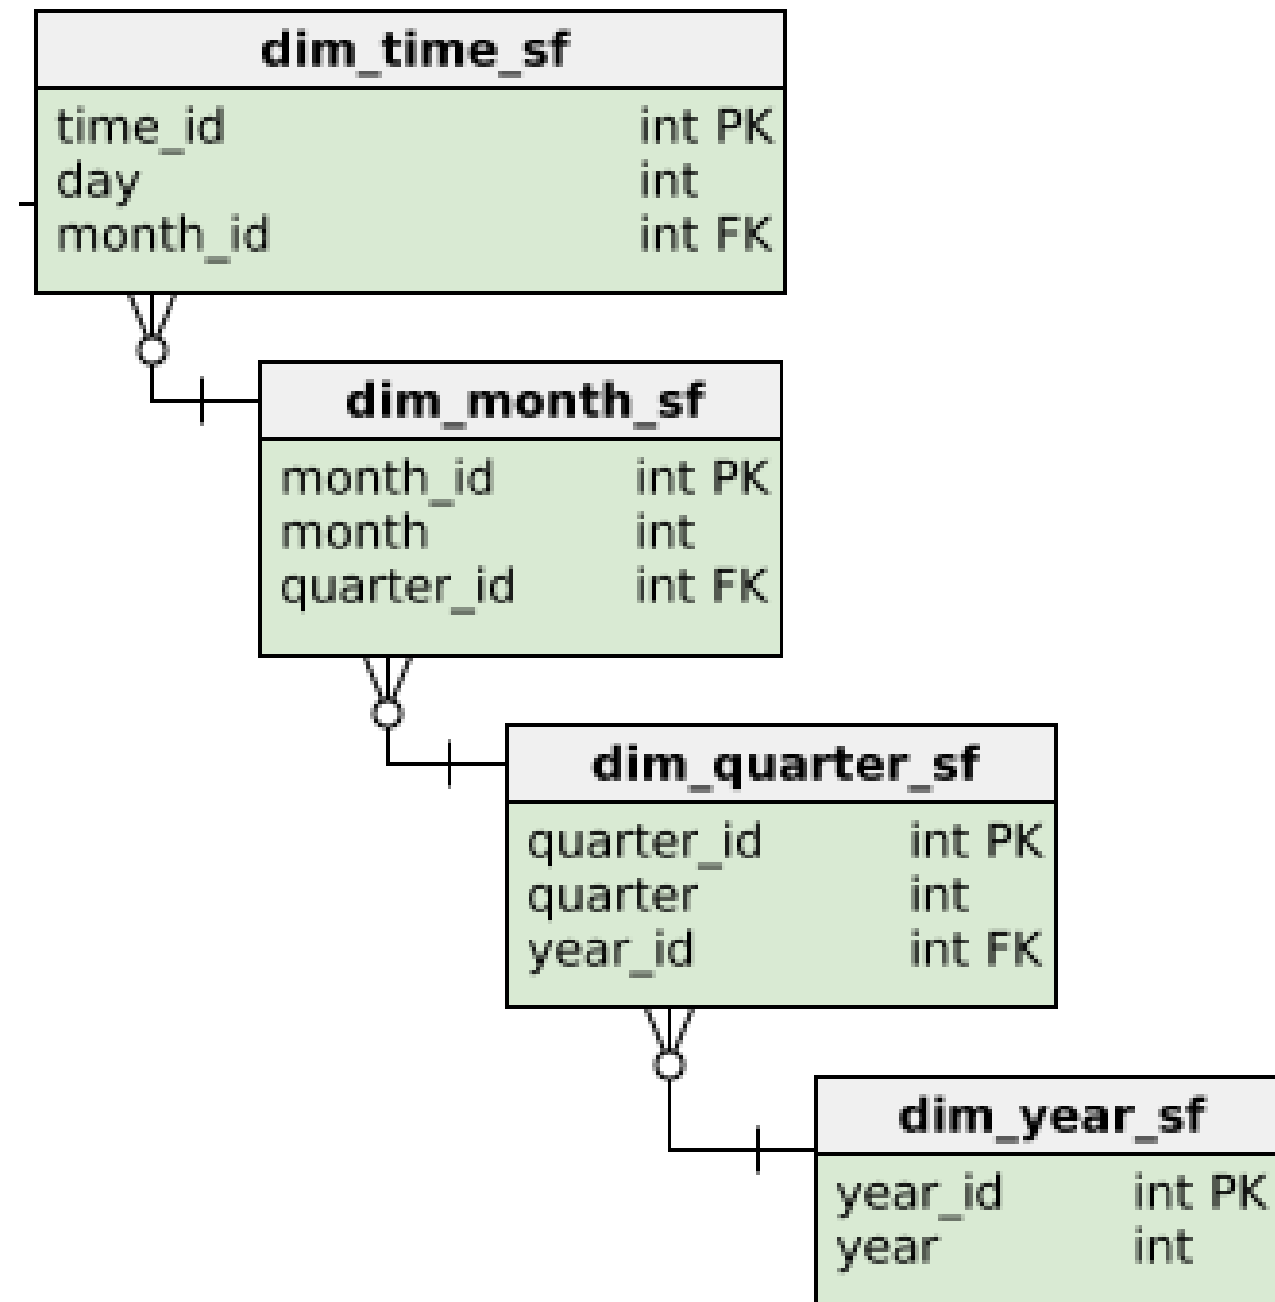 dim_time_sf
time_id int PK
day int
month_id int FK
dim_month_sf
month_id int PK
month int
quarter_id int FK
dim_quarter_sf
quarter_id int PK
quarter int
year_id int FK
dim_year_sf
year_id int PK
year int